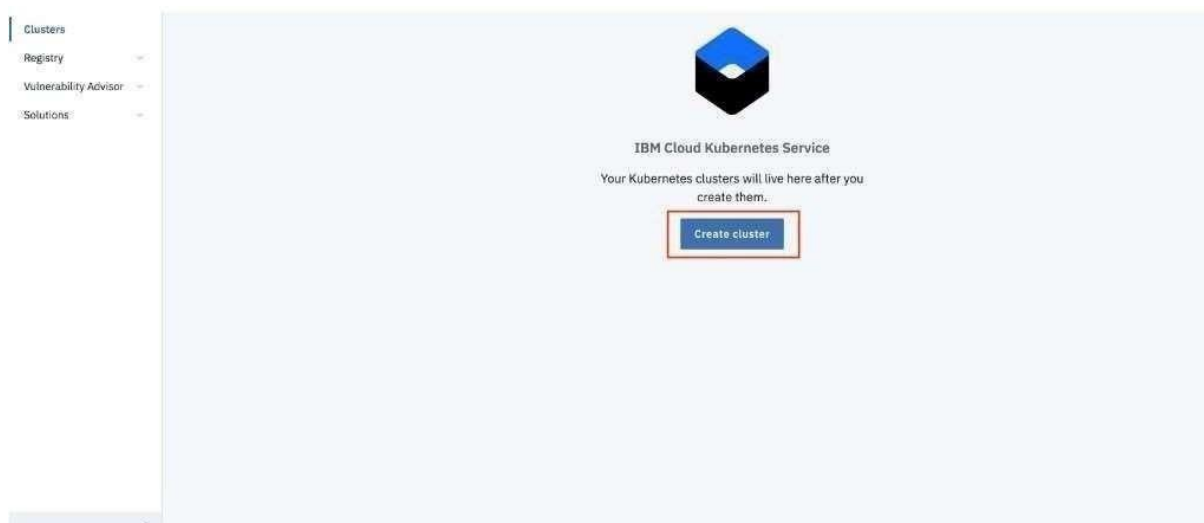 Clusters
Registry
Vulnerability Advisor
Solutions
IBM Cloud Kubernetes Service
Your Kubernetes clusters will live here after you
create them.
Create cluster